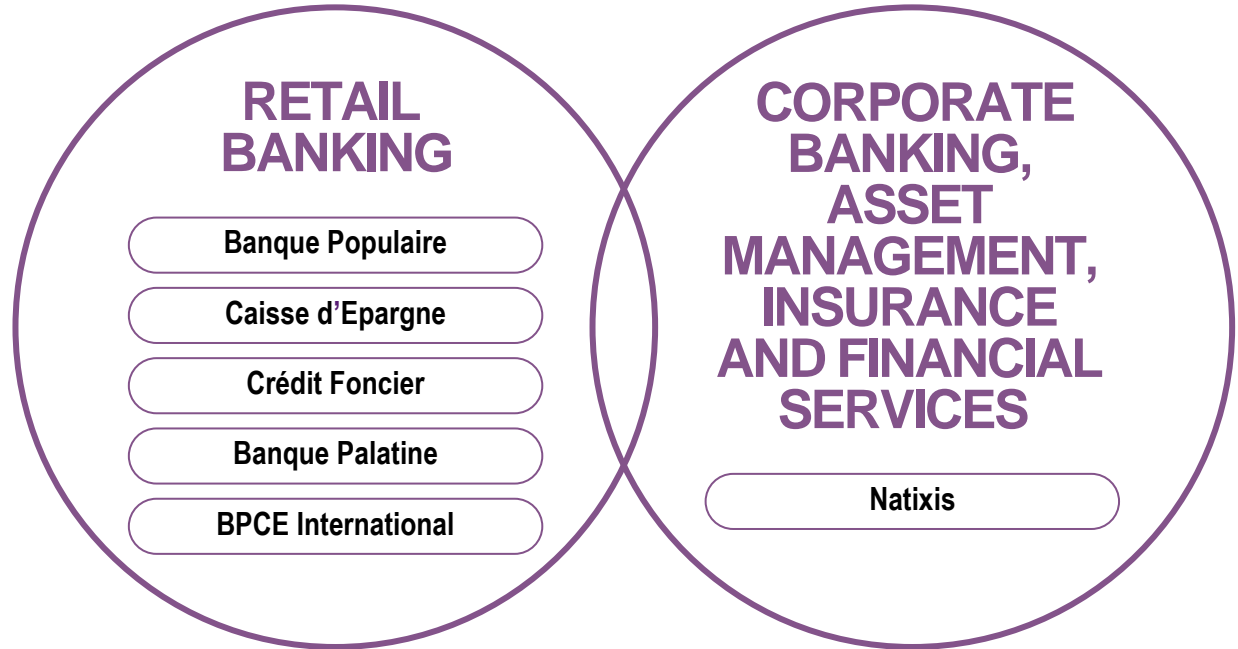 RETAIL
BANKING
Banque Populaire
Caisse d’Epargne
Crédit Foncier
Banque Palatine
BPCE International
CORPORATE
BANKING,
ASSET
MANAGEMENT,
INSURANCE
AND FINANCIAL
SERVICES
Natixis